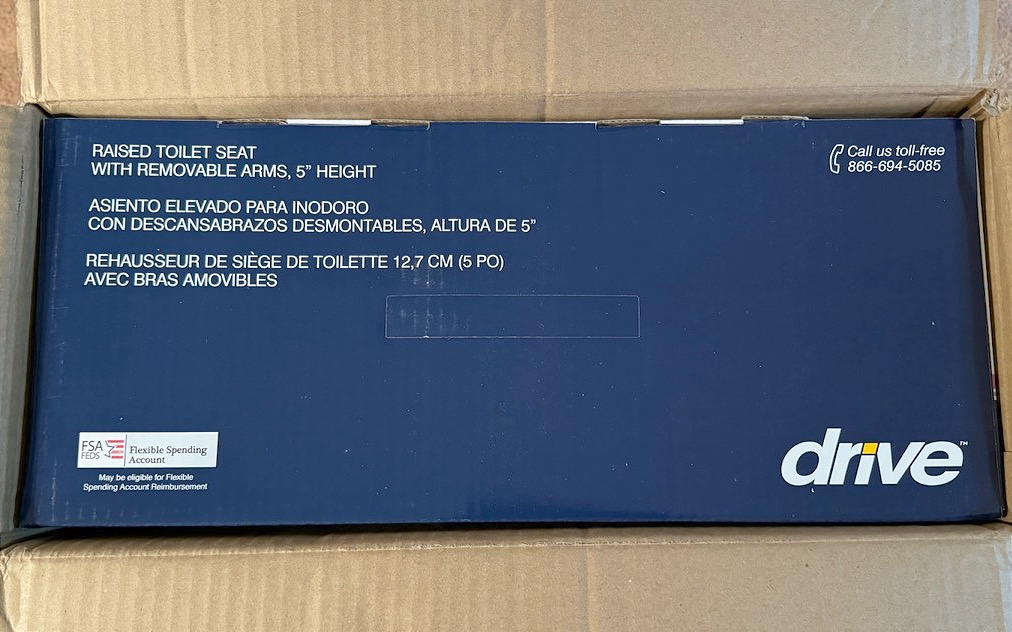 RAISED TOILET SEAT
WITH REMOVABLE ARMS, 5” HEIGHT
Call us toll-free
866-694-5085
ASIENTO ELEVADO PARA INODORO
CON DESCANSABRAZOS DESMONTABLES, ALTURA DE 5”
REHAUSSEUR DE SIÈGE DE TOILETTE 12,7 CM (5 PO)
AVEC BRAS AMOVIBLES
FSA
FEDS
Flexible Spending
Account
May be eligible for Flexible
Spending Account Reimbursement
drive™